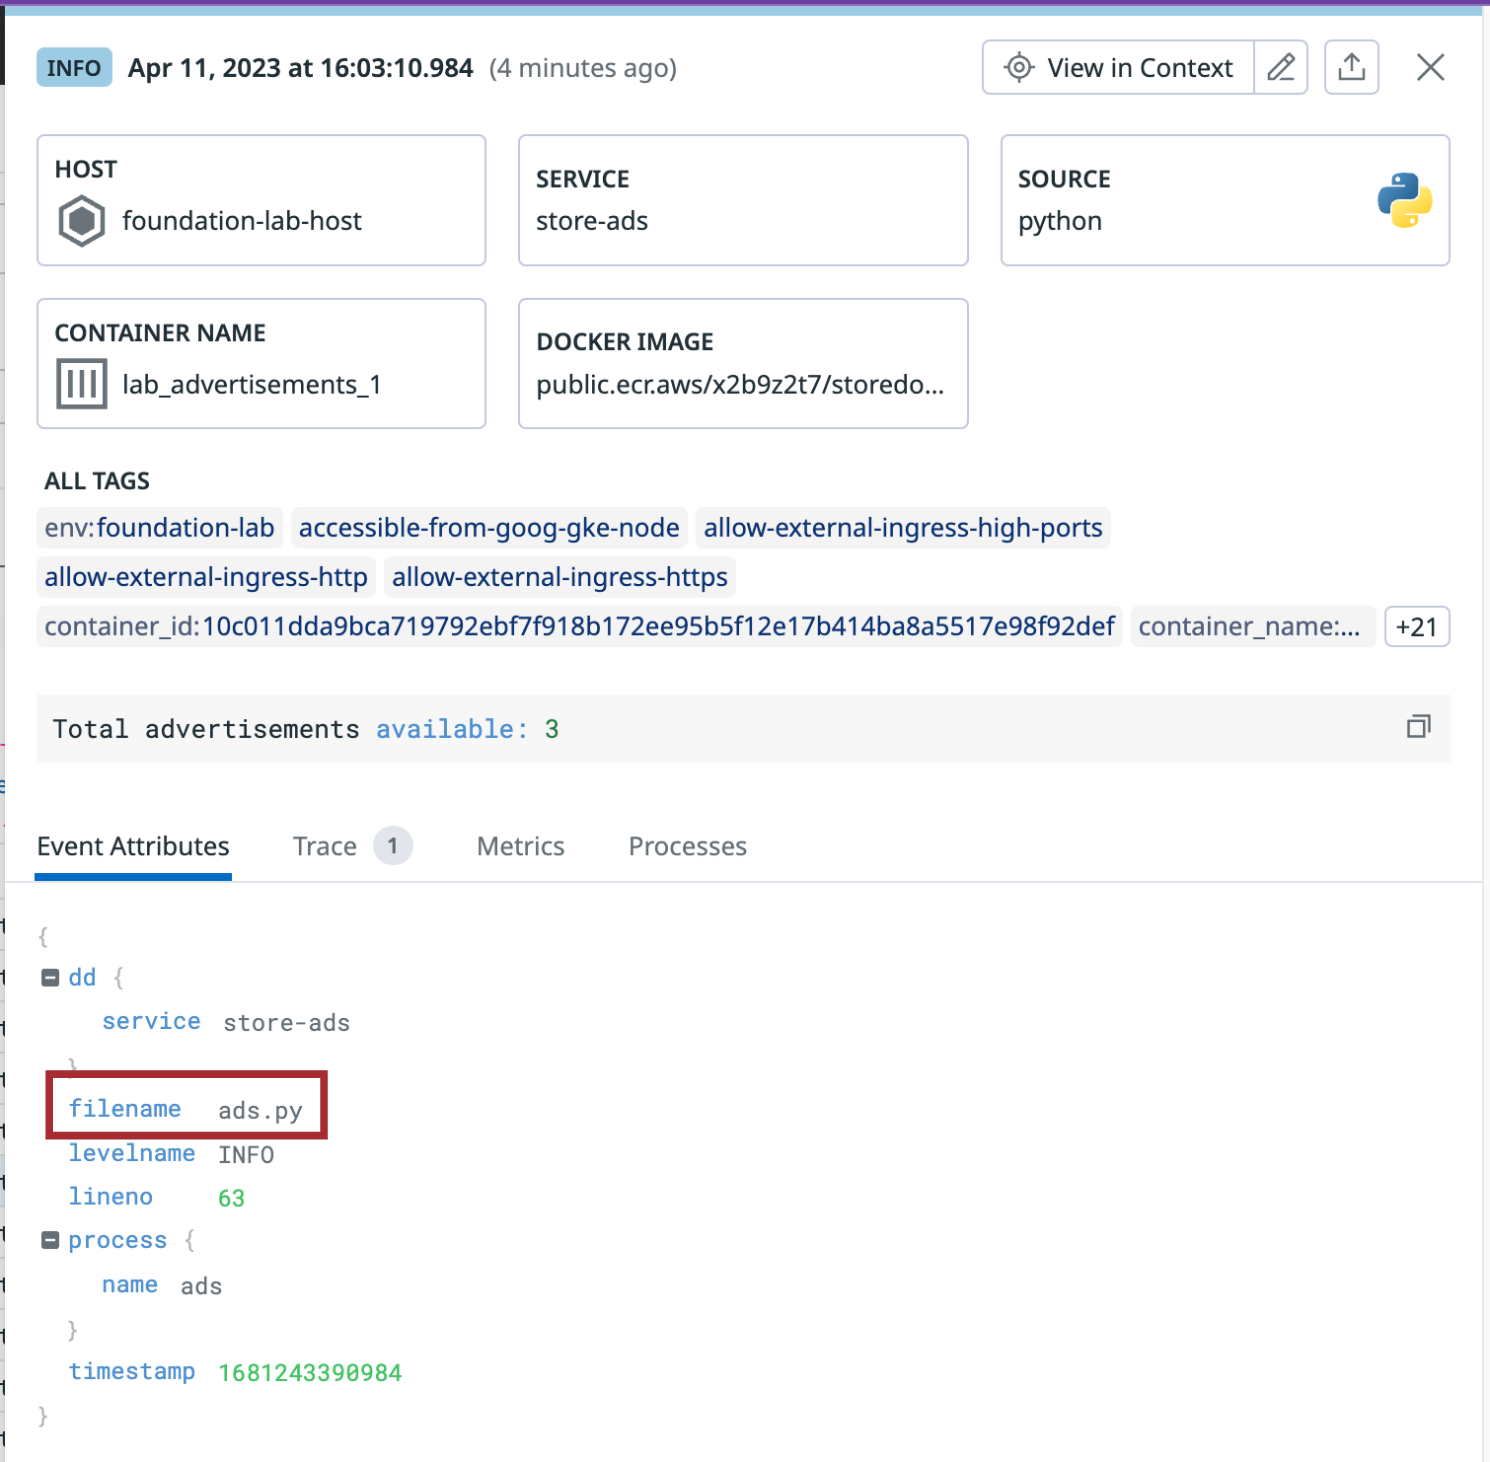 INFO Apr 11, 2023 at 16:03:10.984 (4 minutes ago) View in Context
HOST
foundation-lab-host
SERVICE
store-ads
SOURCE
python
CONTAINER NAME
lab_advertisements_1
DOCKER IMAGE
public.ecr.aws/x2b9z2t7/storedo...
ALL TAGS
env:foundation-lab accessible-from-goog-gke-node allow-external-ingress-high-ports
allow-external-ingress-http allow-external-ingress-https
container_id:10c011dda9bca719792ebf7f918b172ee95b5f12e17b414ba8a5517e98f92def container_name:... +21
Total advertisements available: 3
Event Attributes Trace 1 Metrics Processes
{
dd {
service store-ads
}
filename ads.py
levelname INFO
lineno 63
process {
name ads
}
timestamp 1681243390984
}